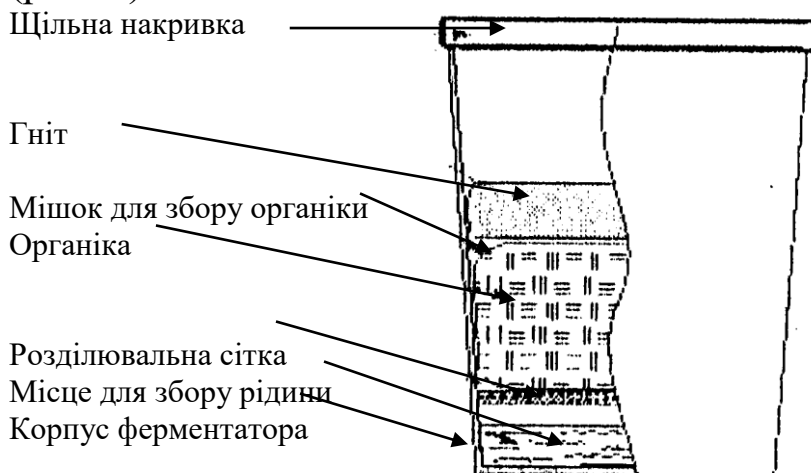 Щільна накривка
Гніт
Мішок для збору органіки
Органіка
Розділювальна сітка
Місце для збору рідини
Корпус ферментатора